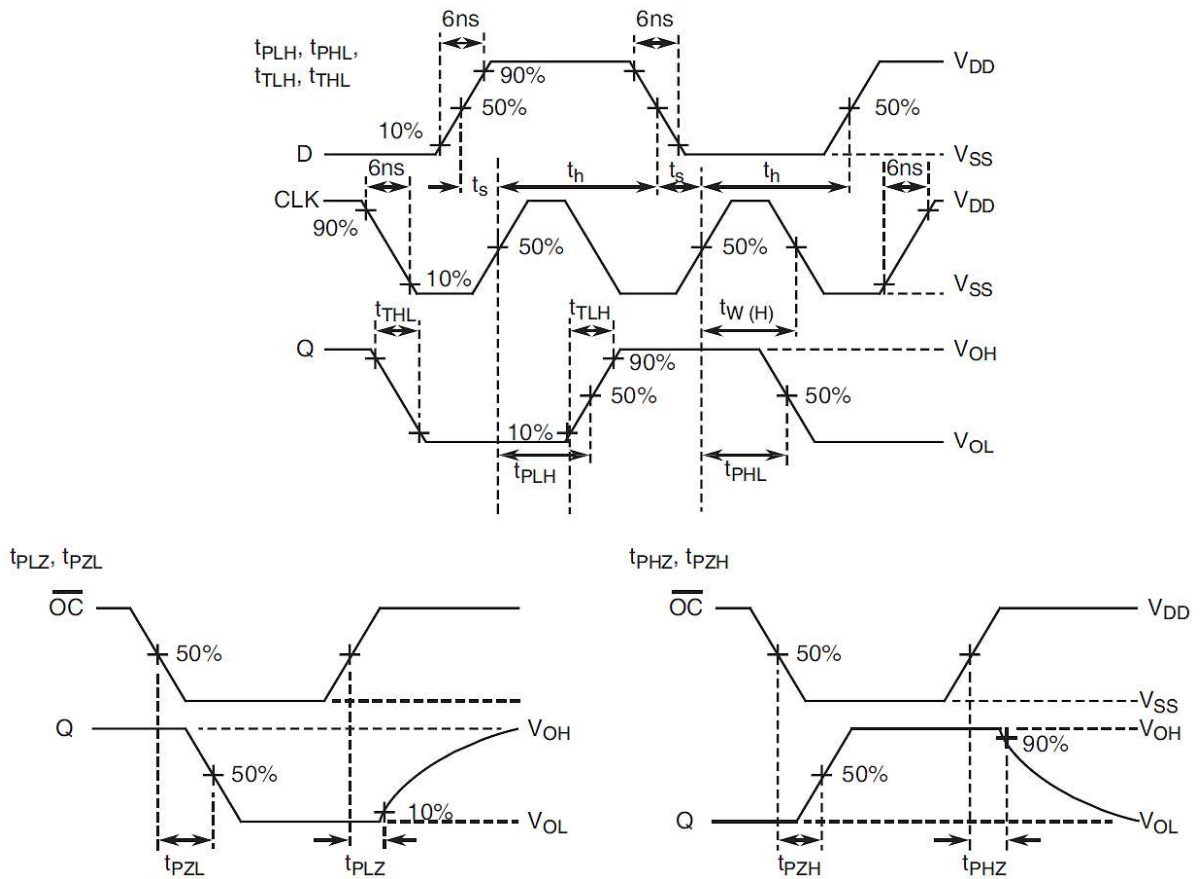 6ns 6ns
tPLH, tPHL,
tTLH, tTHL
90% VDD
50% 50%
10%
D VSS
6ns ts th ts th 6ns
CLK VDD
90% 50% 50%
10% VSS
tTHL tTLH tW (H)
Q VOH
90%
50% 50%
10% VOL
tPLH tPHL
tPLZ, tPZL
OC
50%
Q VOH
50%
10%
VOL
tPZL tPLZ
tPHZ, tPZH
OC VDD
50%
VSS
VOH
90%
50%
Q VOL
tPZH tPHZ